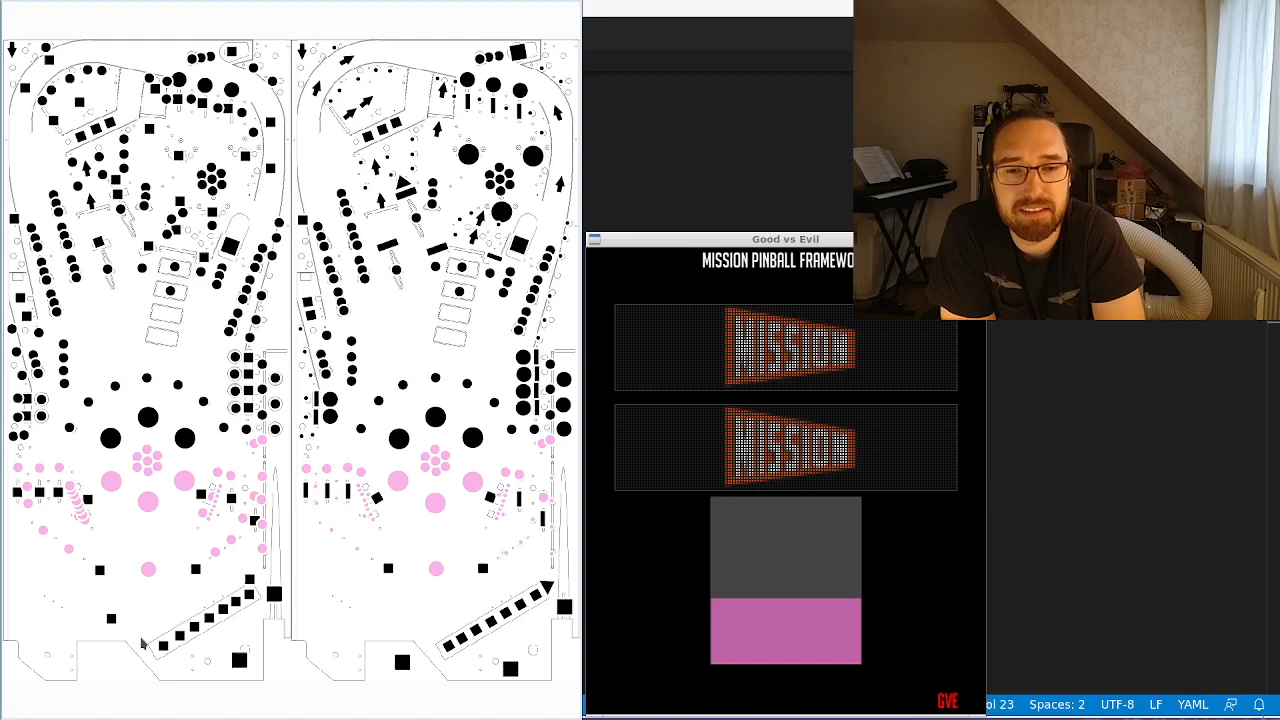 Good vs Evil
MISSION PINBALL FRAMEWO
MISSION
MISSION
GVE
ol 23 Spaces: 2 UTF-8 LF YAML